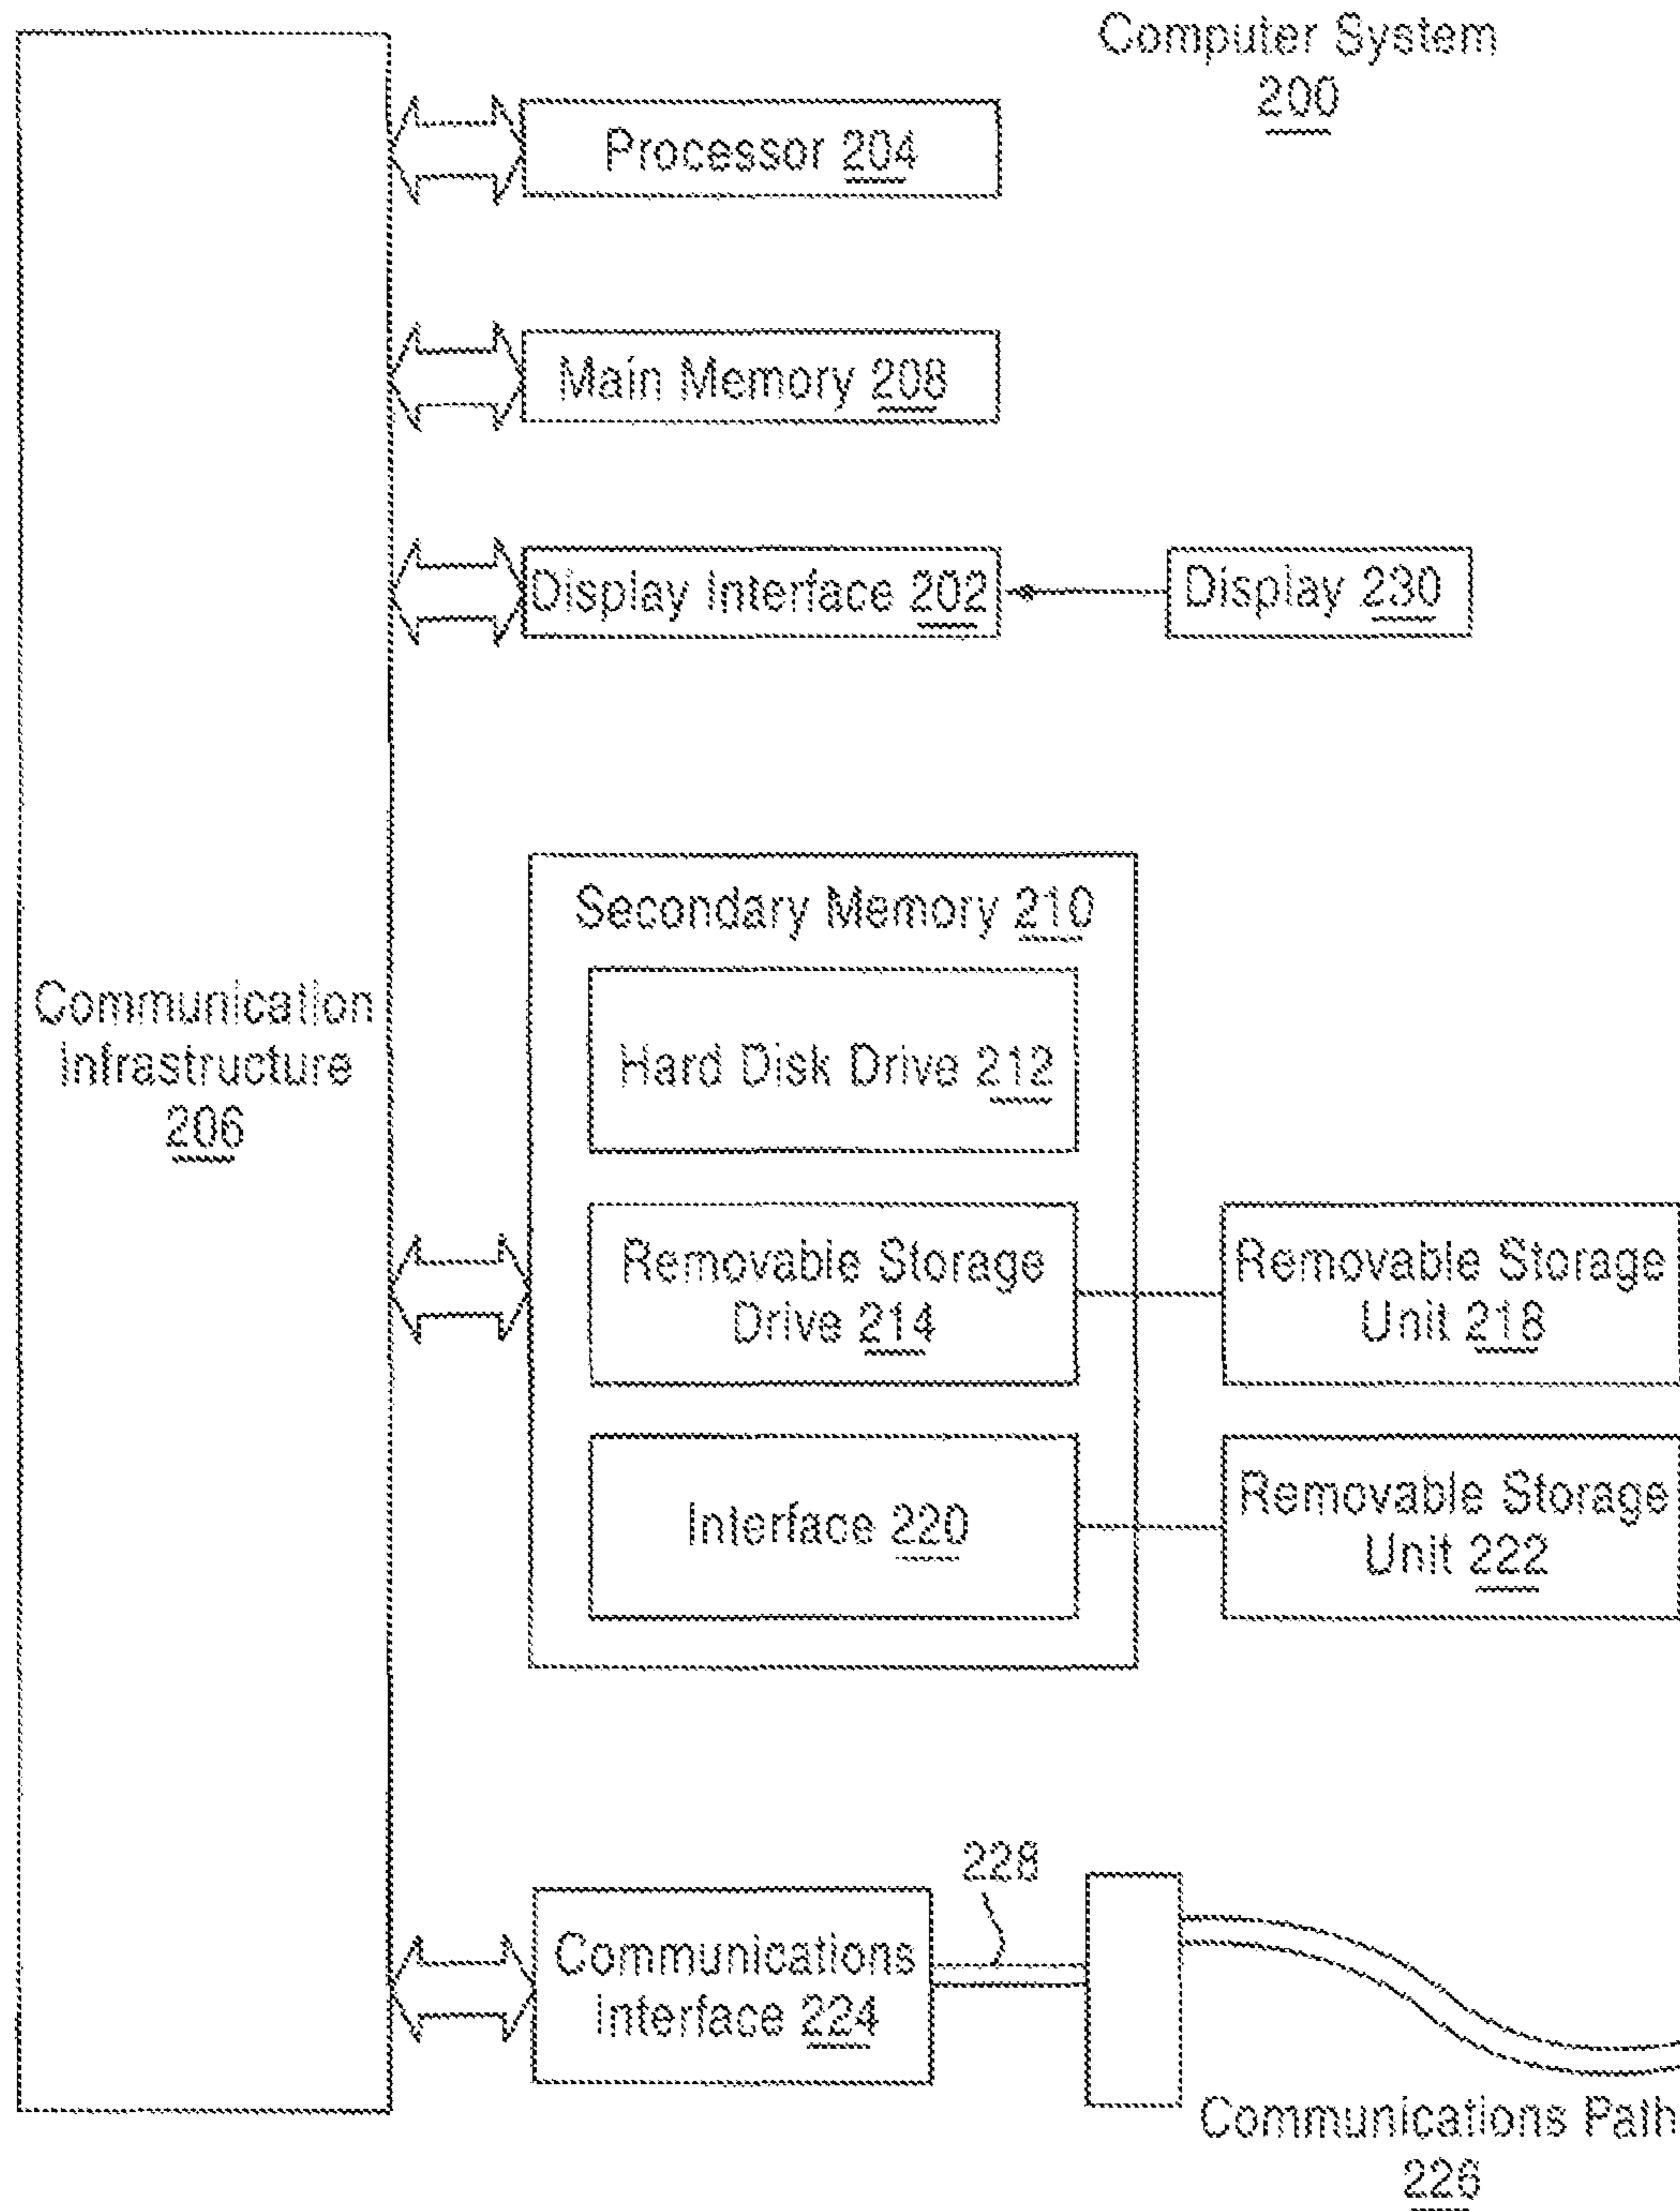 Computer System
200
Processor 204
Main Memory 208
Display Interface 202
Display 230
Secondary Memory 210
Hard Disk Drive 212
Communication
Infrastructure
206
Removable Storage
Drive 214
Removable Storage
Unit 218
Interface 220
Removable Storage
Unit 222
228
Communications
Interface 224
Communications Path
226